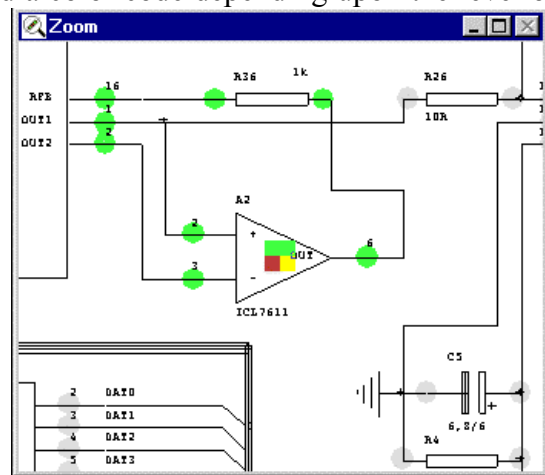 Zoom
16
R36
1k
R26
RFB
OUT1
1
10R
OUT2
2
A2
2
+
OUT
6
3
-
ICL7611
C5
+
6,8/6
2 DAT0
3 DAT1
4 DAT2
R4
5 DAT3